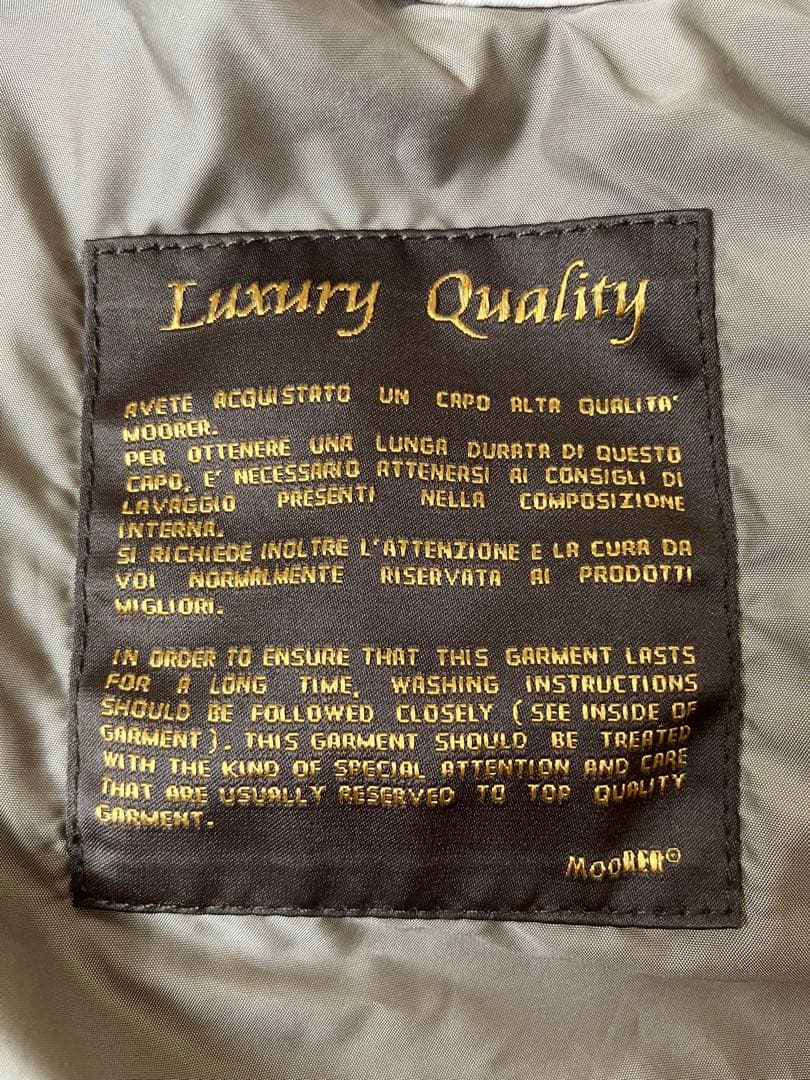 Luxury Quality
AVETE ACQUISTATO UN CAPO ALTA QUALITA'
MOORER.
PER OTTENERE UNA LUNGA DURATA DI QUESTO
CAPO, E' NECESSARIO ATTENERSI AI CONSIGLI DI
LAVAGGIO PRESENTI NELLA COMPOSIZIONE
INTERNA.
SI RICHIEDE INOLTRE L'ATTENZIONE E LA CURA DA
VOI NORMALMENTE RISERVATA AI PRODOTTI
MIGLIORI.
IN ORDER TO ENSURE THAT THIS GARMENT LASTS
FOR A LONG TIME, WASHING INSTRUCTIONS
SHOULD BE FOLLOWED CLOSELY (SEE INSIDE OF
GARMENT). THIS GARMENT SHOULD BE TREATED
WITH THE KIND OF SPECIAL ATTENTION AND CARE
THAT ARE USUALLY RESERVED TO TOP QUALITY
GARMENT.
MOORER©